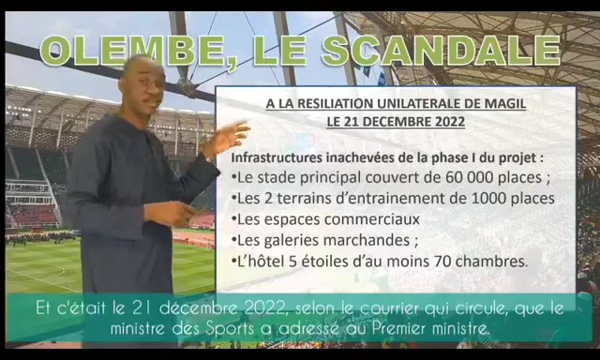 OLEMBE, LE SCANDALE
A LA RESILIATION UNILATERALE DE MAGIL
LE 21 DECEMBRE 2022
Infrastructures inachevées de la phase I du projet :
•Le stade principal couvert de 60 000 places ;
•Les 2 terrains d’entrainement de 1000 places
•Les espaces commerciaux
•Les galeries marchandes ;
•L’hôtel 5 étoiles d’au moins 70 chambres.
Et c'était le 21 décembre 2022, selon le courrier qui circule, que le
ministre des Sports a adressé au Premier ministre.